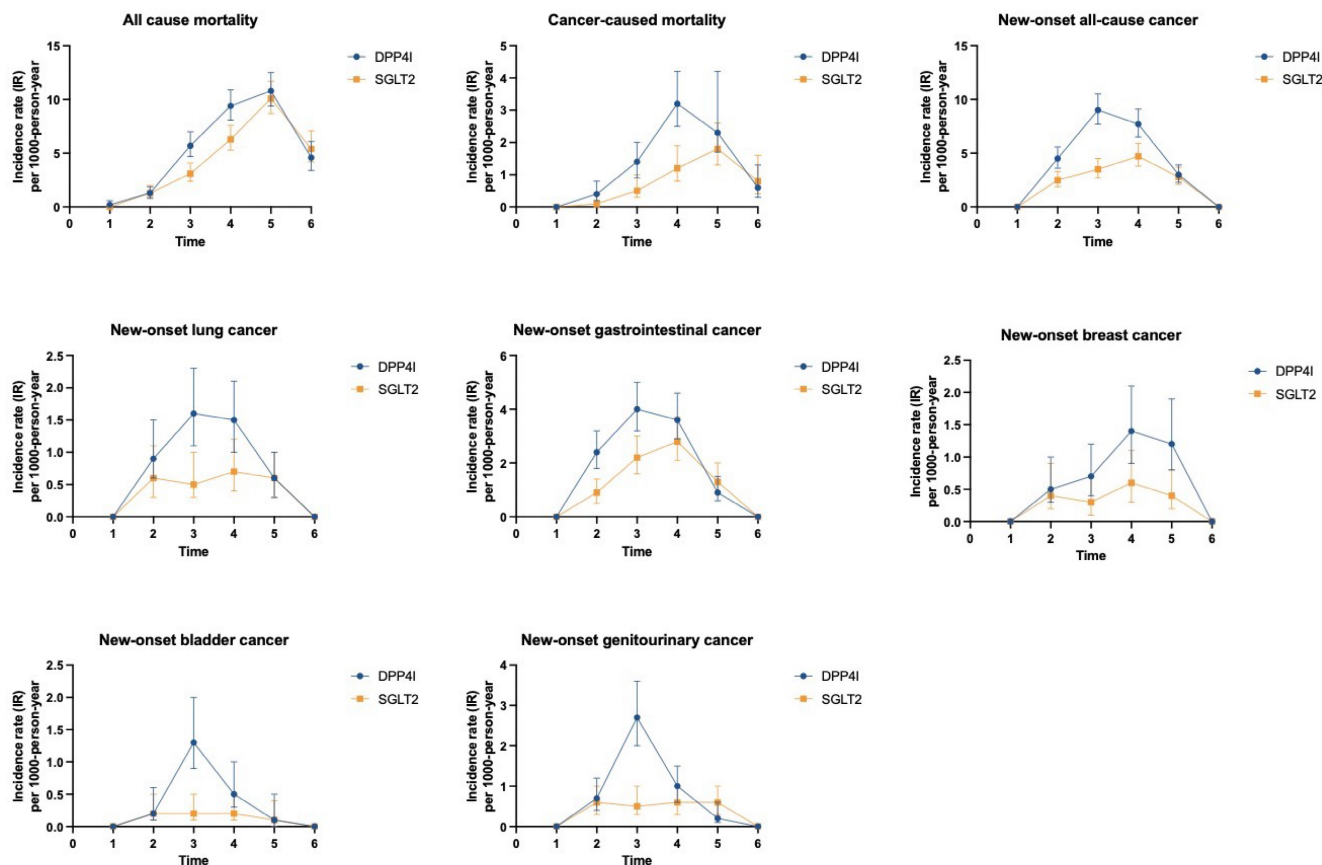 All cause mortality
Incidence rate (IR)
per 1000-person-year
15
10
5
0
0 1 2 3 4 5 6
Time
DPP4I
SGLT2
Cancer-caused mortality
Incidence rate (IR)
per 1000-person-year
5
4
3
2
1
0
0 1 2 3 4 5 6
Time
DPP4I
SGLT2
New-onset all-cause cancer
Incidence rate (IR)
per 1000-person-year
15
10
5
0
0 1 2 3 4 5 6
Time
DPP4I
SGLT2
New-onset lung cancer
Incidence rate (IR)
per 1000-person-year
2.5
2.0
1.5
1.0
0.5
0.0
0 1 2 3 4 5 6
Time
DPP4I
SGLT2
New-onset gastrointestinal cancer
Incidence rate (IR)
per 1000-person-year
6
4
2
0
0 1 2 3 4 5 6
Time
DPP4I
SGLT2
New-onset breast cancer
Incidence rate (IR)
per 1000-person-year
2.5
2.0
1.5
1.0
0.5
0.0
0 1 2 3 4 5 6
Time
DPP4I
SGLT2
New-onset bladder cancer
Incidence rate (IR)
per 1000-person-year
2.5
2.0
1.5
1.0
0.5
0.0
0 1 2 3 4 5 6
Time
DPP4I
SGLT2
New-onset genitourinary cancer
Incidence rate (IR)
per 1000-person-year
4
3
2
1
0
0 1 2 3 4 5 6
Time
DPP4I
SGLT2